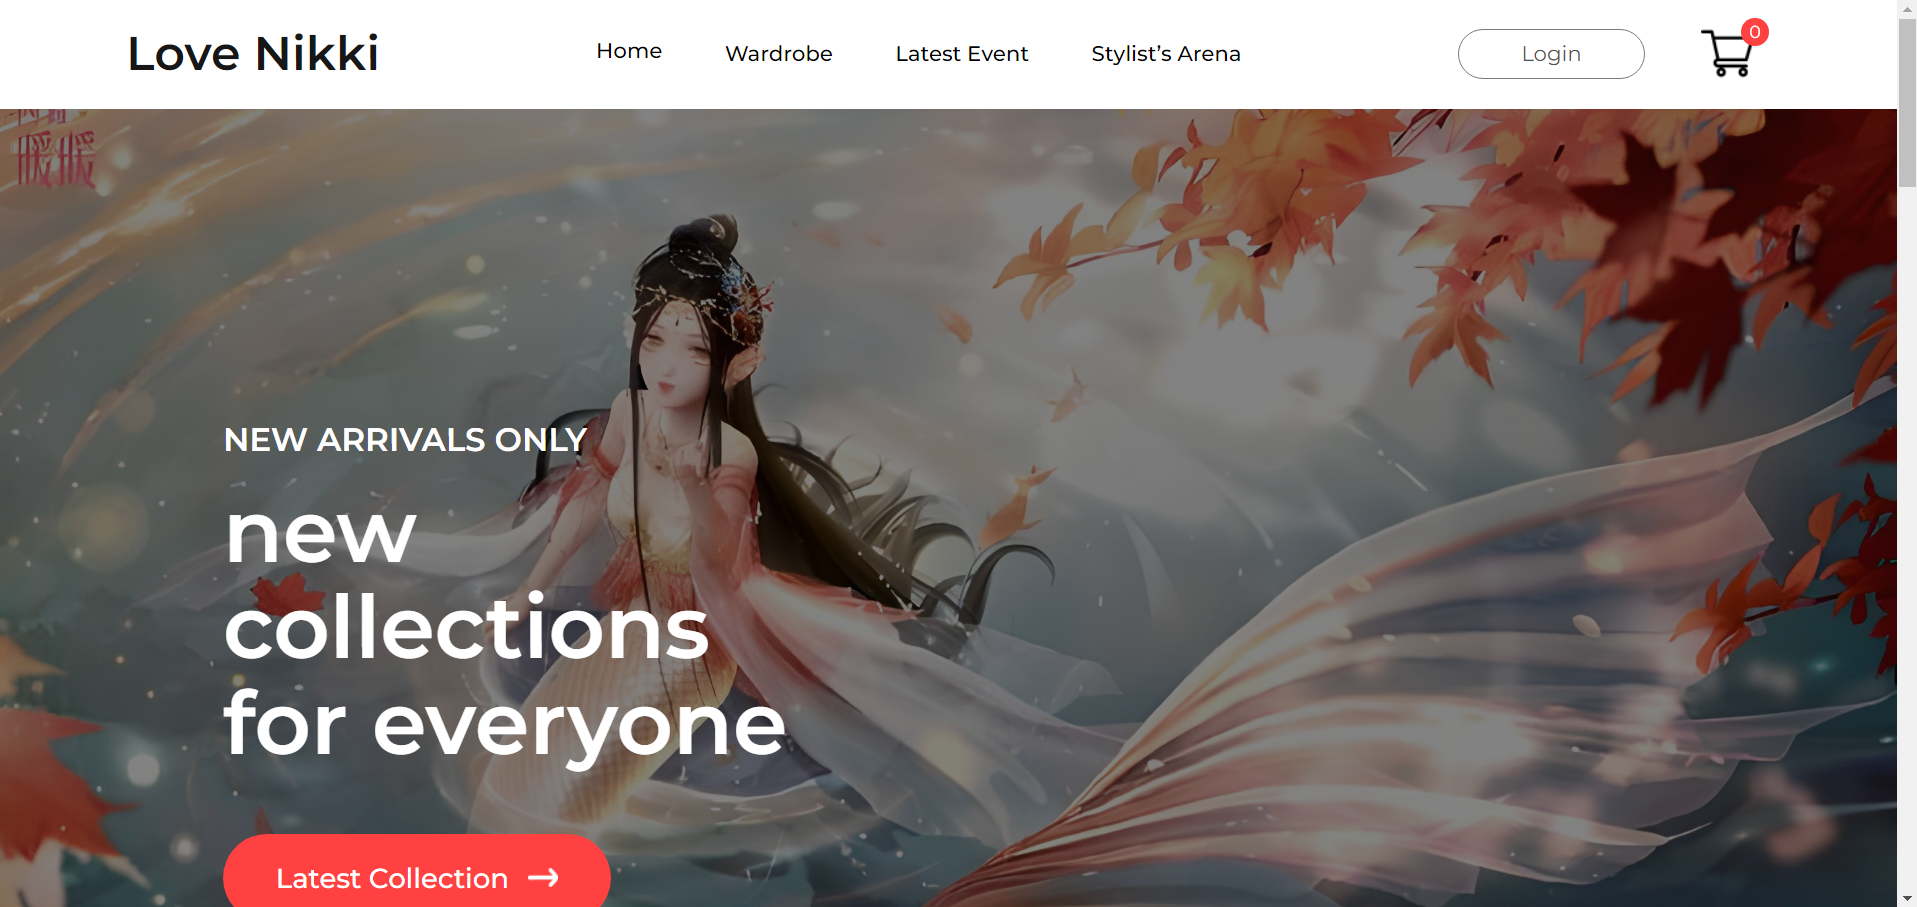 Love Nikki
Home
Wardrobe
Latest Event
Stylist’s Arena
Login
0
NEW ARRIVALS ONLY
new
collections
for everyone
Latest Collection